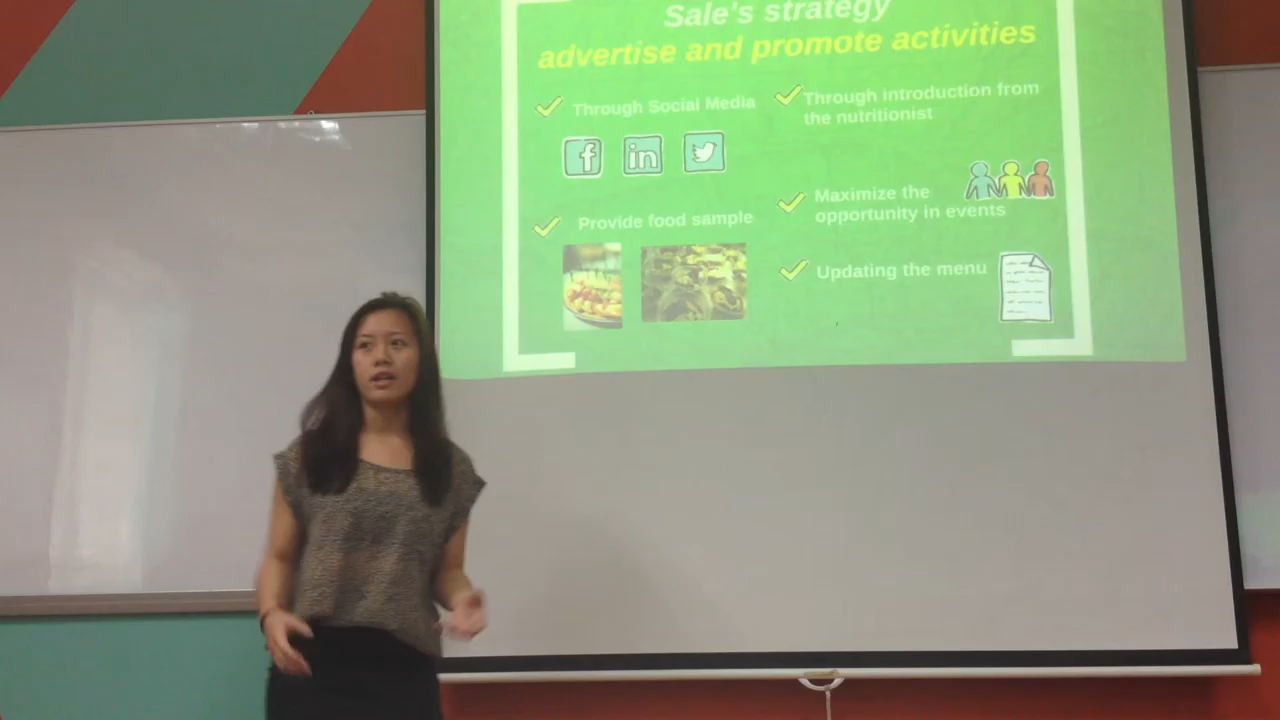 Sale's strategy
advertise and promote activities
Through Social Media
f in
Provide food sample
Through introduction from
the nutritionist
Maximize the
opportunity in events
Updating the menu